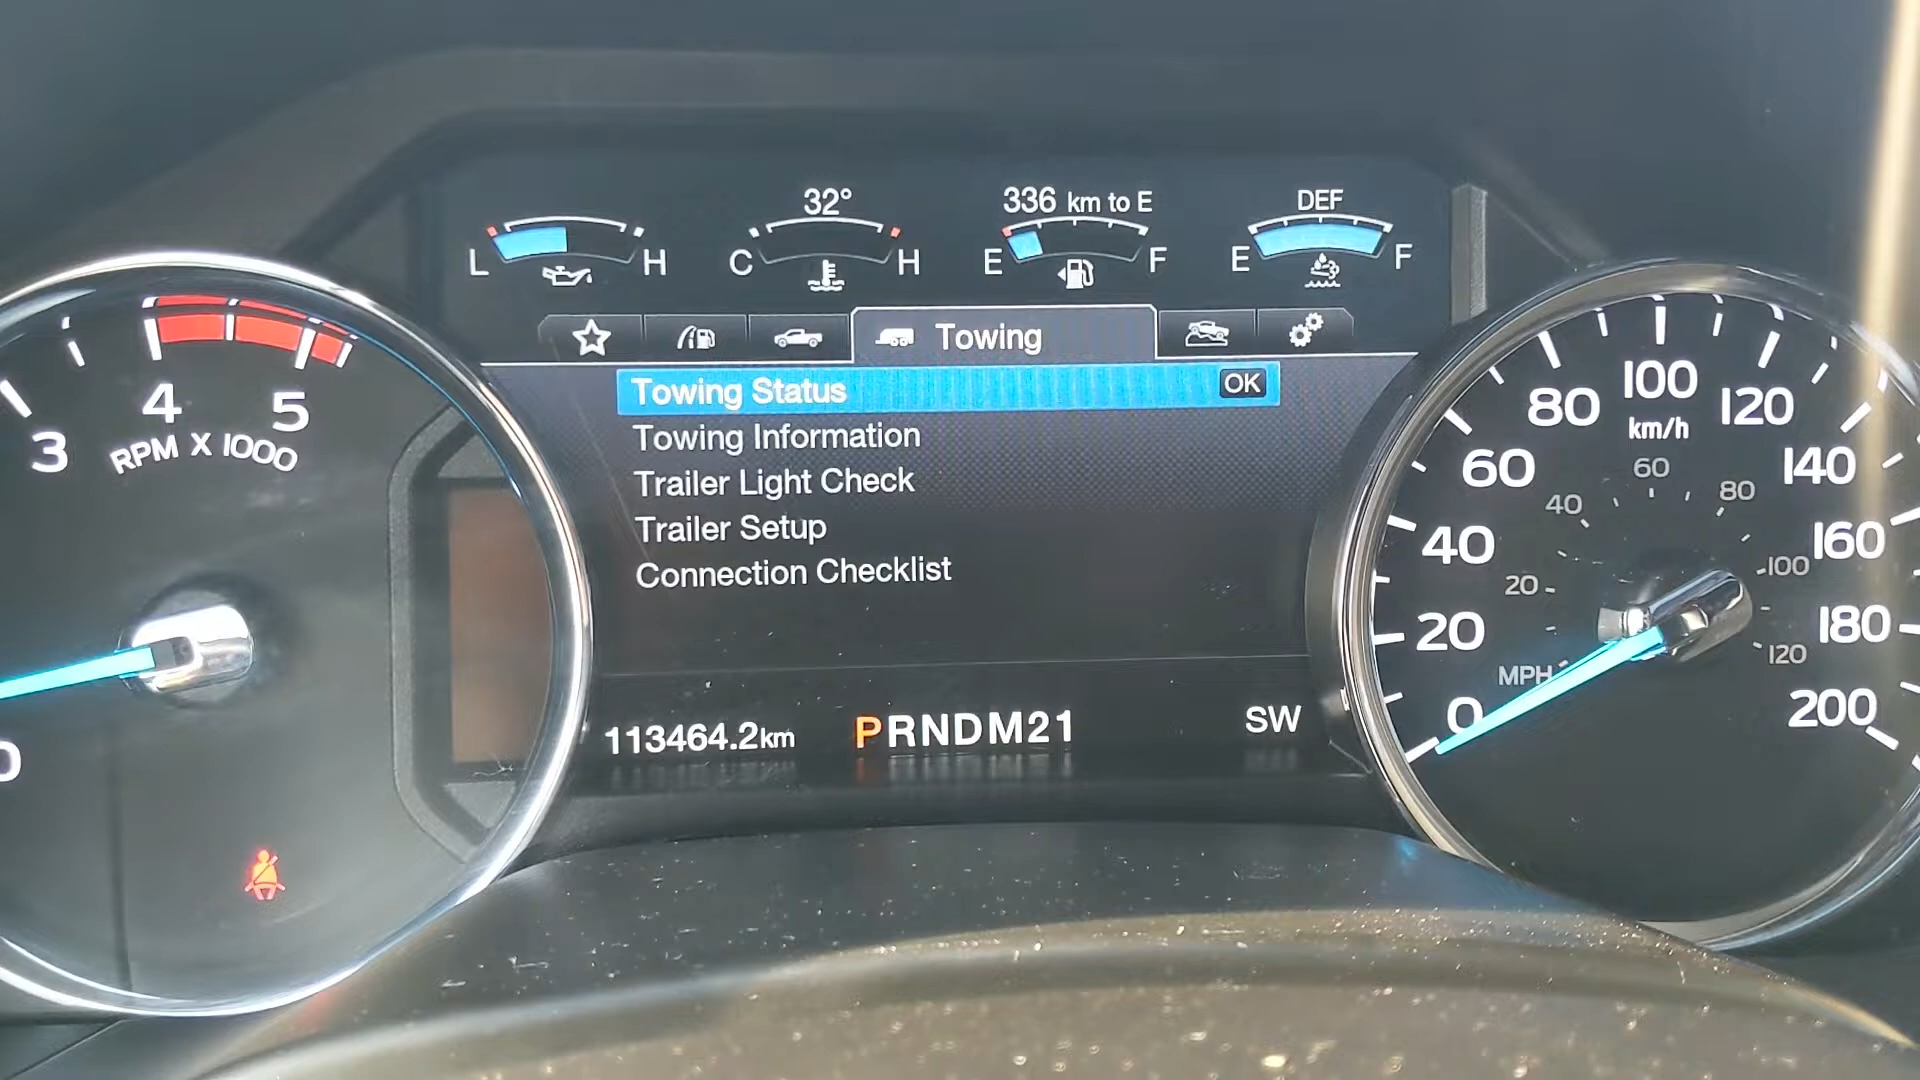 32°
336 km to E
DEF
L H
C H
E F
E F
Towing
Towing Status OK
Towing Information
Trailer Light Check
Trailer Setup
Connection Checklist
113464.2km
PRNDM21
SW
0
3
4
5
RPM X 1000
0
20
40
60
80
100
120
140
160
180
200
km/h
20
40
60
80
100
120
MPH